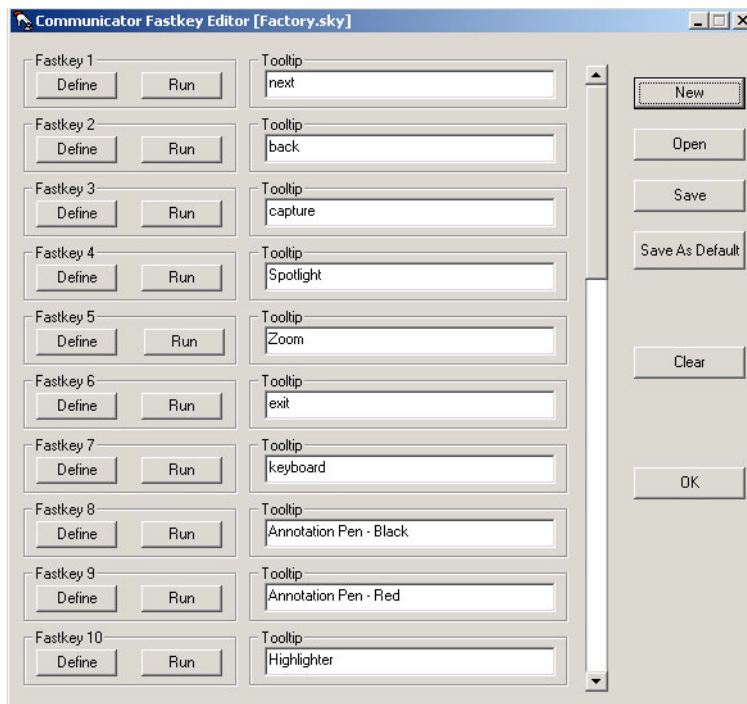 Communicator Fastkey Editor [Factory.sky]
Fastkey 1 Tooltip
Define Run next
New
Fastkey 2 Tooltip
Define Run back
Open
Fastkey 3 Tooltip
Define Run capture
Save
Fastkey 4 Tooltip
Define Run Spotlight
Save As Default
Fastkey 5 Tooltip
Define Run Zoom
Clear
Fastkey 6 Tooltip
Define Run exit
Fastkey 7 Tooltip
Define Run keyboard
OK
Fastkey 8 Tooltip
Define Run Annotation Pen - Black
Fastkey 9 Tooltip
Define Run Annotation Pen - Red
Fastkey 10 Tooltip
Define Run Highlighter